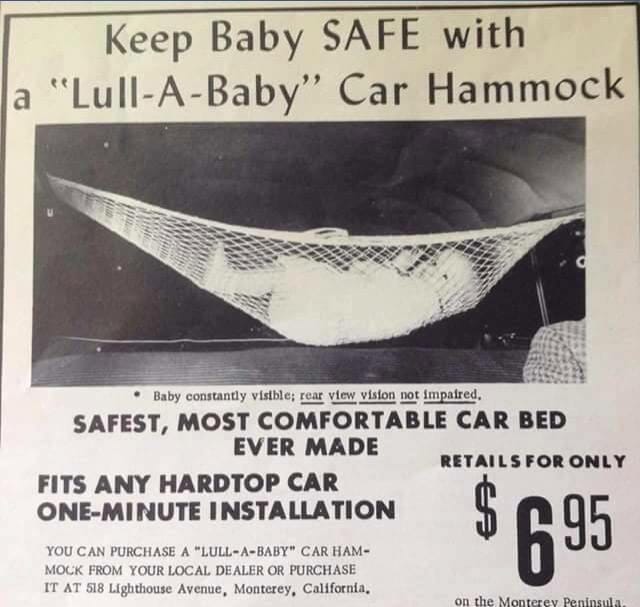 Keep Baby SAFE with
a "Lull-A-Baby" Car Hammock
• Baby constantly visible; rear view vision not impaired.
SAFEST, MOST COMFORTABLE CAR BED
EVER MADE
FITS ANY HARDTOP CAR
ONE-MINUTE INSTALLATION
YOU CAN PURCHASE A "LULL-A-BABY" CAR HAM-
MOCK FROM YOUR LOCAL DEALER OR PURCHASE
IT AT 518 Lighthouse Avenue, Monterey, California,
RETAILS FOR ONLY
$6 95
on the Monterey Peninsula.